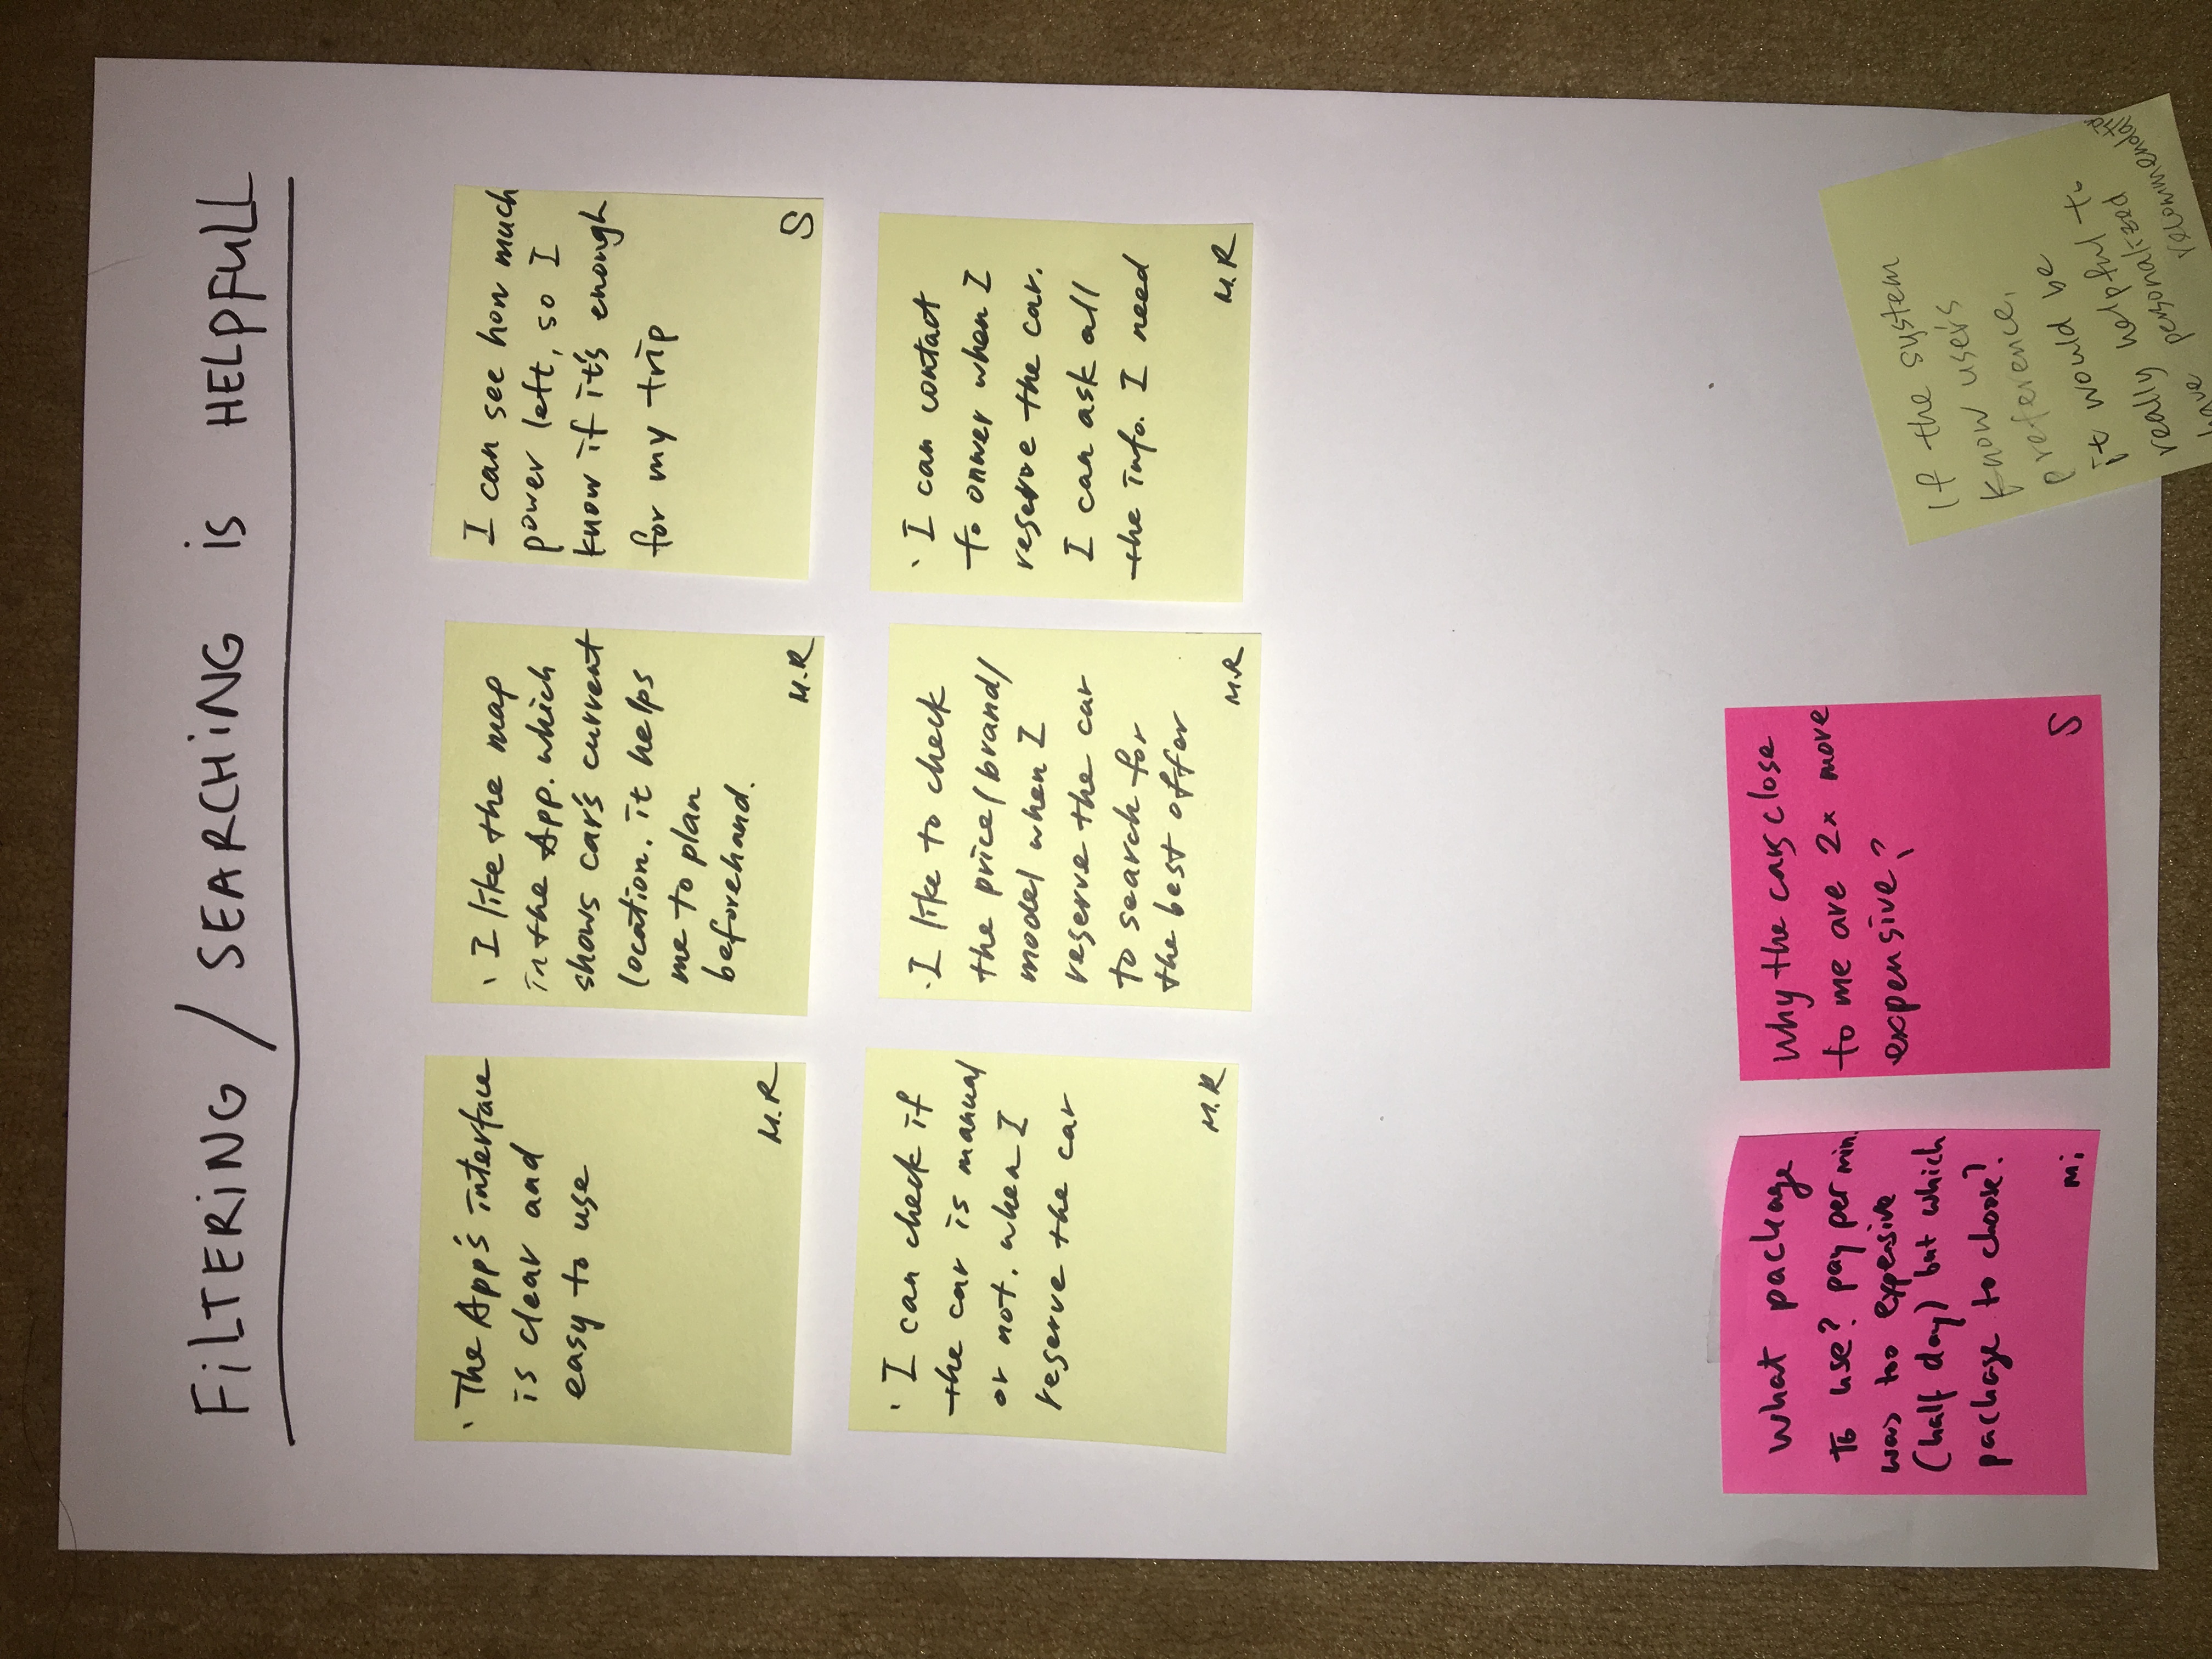 FiLTERiNG / SEARCHiNG iS HELPFULL
The App's interface
is clear and
easy to use
M.R
I like the map
in the App. which
shows car's current
location. it helps
me to plan
beforehand.
M.R
I can see how much
power left, so I
know if it's enough
for my trip
S
I can check if
the car is manual
or not. when I
reserve the car
M.R
I like to check
the price/brand/
model when I
reserve the car
to search for
the best offer
M.R
I can contact
to onwer when I
reserve the car.
I can ask all
the info. I need
M.R
What package
to use? pay per min.
was too expensive
(half day) but which
package to choose?
Mi
Why the cars close
to me are 2x more
expensive?
S
If the system
know user's
preference,
it would be
really helpful to
have personalized
recommendation